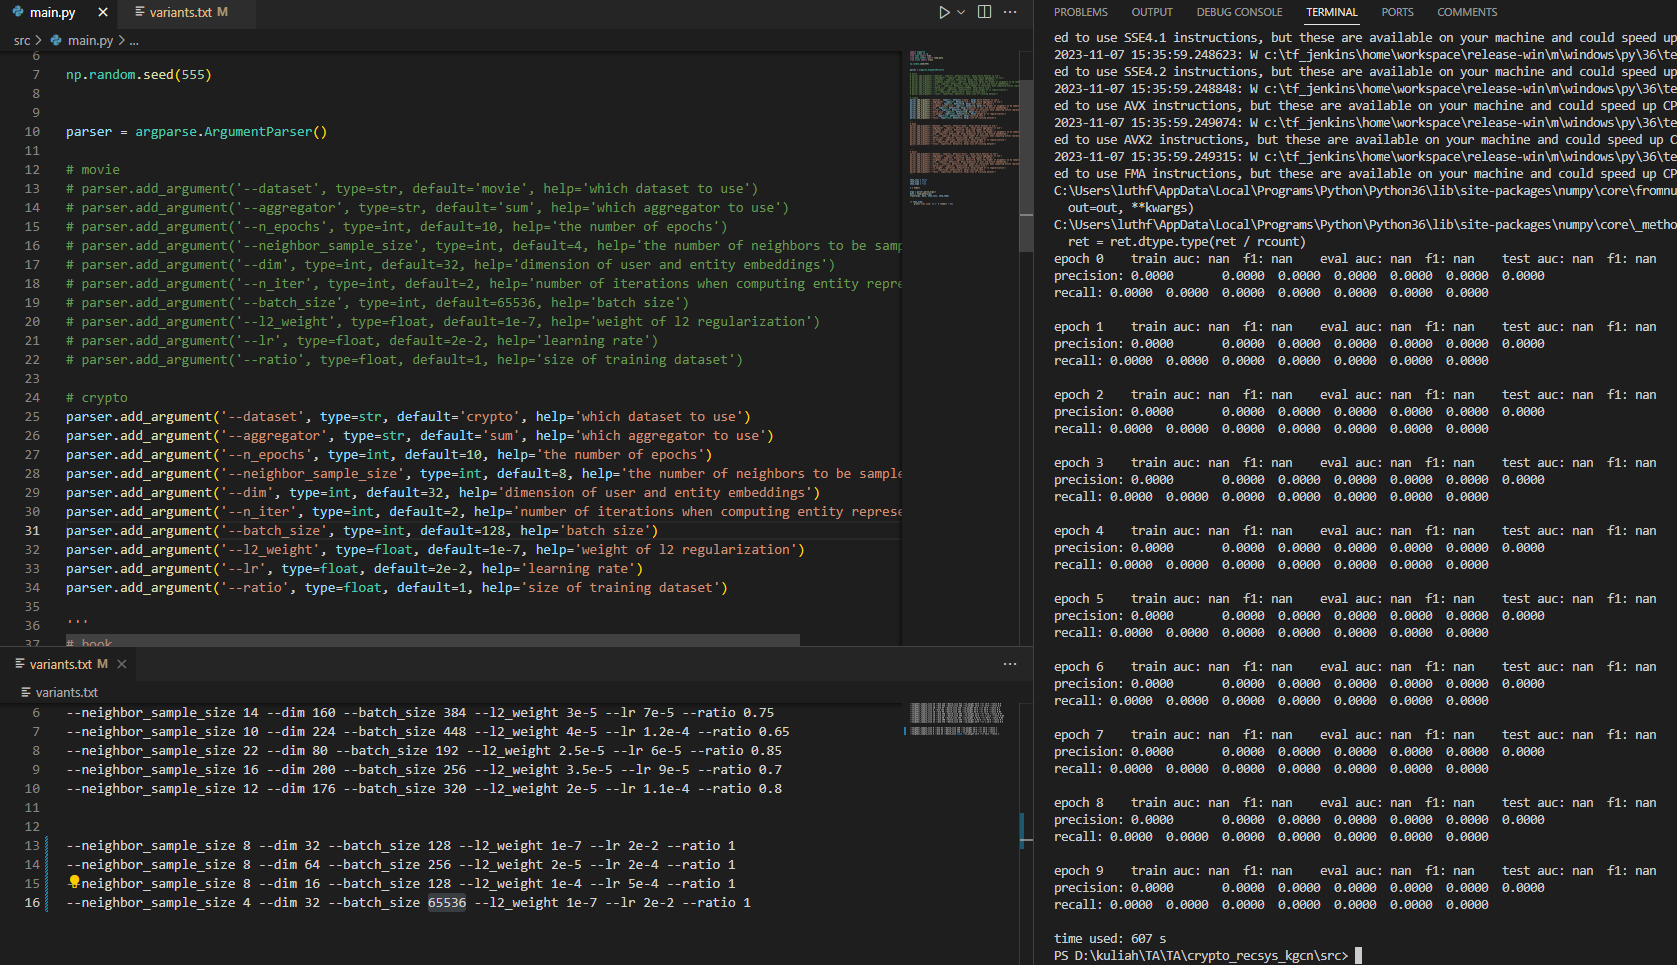 main.py
variants.txt M
src > main.py > ...
6
7 np.random.seed(555)
8
9
10 parser = argparse.ArgumentParser()
11
12 # movie
13 # parser.add_argument('--dataset', type=str, default='movie', help='which dataset to use')
14 # parser.add_argument('--aggregator', type=str, default='sum', help='which aggregator to use')
15 # parser.add_argument('--n_epochs', type=int, default=10, help='the number of epochs')
16 # parser.add_argument('--neighbor_sample_size', type=int, default=4, help='the number of neighbors to be samp
17 # parser.add_argument('--dim', type=int, default=32, help='dimension of user and entity embeddings')
18 # parser.add_argument('--n_iter', type=int, default=2, help='number of iterations when computing entity repre
19 # parser.add_argument('--batch_size', type=int, default=65536, help='batch size')
20 # parser.add_argument('--l2_weight', type=float, default=1e-7, help='weight of l2 regularization')
21 # parser.add_argument('--lr', type=float, default=2e-2, help='learning rate')
22 # parser.add_argument('--ratio', type=float, default=1, help='size of training dataset')
23
24 # crypto
25 parser.add_argument('--dataset', type=str, default='crypto', help='which dataset to use')
26 parser.add_argument('--aggregator', type=str, default='sum', help='which aggregator to use')
27 parser.add_argument('--n_epochs', type=int, default=10, help='the number of epochs')
28 parser.add_argument('--neighbor_sample_size', type=int, default=8, help='the number of neighbors to be sample
29 parser.add_argument('--dim', type=int, default=32, help='dimension of user and entity embeddings')
30 parser.add_argument('--n_iter', type=int, default=2, help='number of iterations when computing entity represe
31 parser.add_argument('--batch_size', type=int, default=128, help='batch size')
32 parser.add_argument('--l2_weight', type=float, default=1e-7, help='weight of l2 regularization')
33 parser.add_argument('--lr', type=float, default=2e-2, help='learning rate')
34 parser.add_argument('--ratio', type=float, default=1, help='size of training dataset')
35
36 '''
37 # book
variants.txt M
variants.txt
6 --neighbor_sample_size 14 --dim 160 --batch_size 384 --l2_weight 3e-5 --lr 7e-5 --ratio 0.75
7 --neighbor_sample_size 10 --dim 224 --batch_size 448 --l2_weight 4e-5 --lr 1.2e-4 --ratio 0.65
8 --neighbor_sample_size 22 --dim 80 --batch_size 192 --l2_weight 2.5e-5 --lr 6e-5 --ratio 0.85
9 --neighbor_sample_size 16 --dim 200 --batch_size 256 --l2_weight 3.5e-5 --lr 9e-5 --ratio 0.7
10 --neighbor_sample_size 12 --dim 176 --batch_size 320 --l2_weight 2e-5 --lr 1.1e-4 --ratio 0.8
11
12
13 --neighbor_sample_size 8 --dim 32 --batch_size 128 --l2_weight 1e-7 --lr 2e-2 --ratio 1
14 --neighbor_sample_size 8 --dim 64 --batch_size 256 --l2_weight 2e-5 --lr 2e-4 --ratio 1
15 --neighbor_sample_size 8 --dim 16 --batch_size 128 --l2_weight 1e-4 --lr 5e-4 --ratio 1
16 --neighbor_sample_size 4 --dim 32 --batch_size 65536 --l2_weight 1e-7 --lr 2e-2 --ratio 1
PROBLEMS OUTPUT DEBUG CONSOLE TERMINAL PORTS COMMENTS
ed to use SSE4.1 instructions, but these are available on your machine and could speed up
2023-11-07 15:35:59.248623: W c:\tf_jenkins\home\workspace\release-win\m\windows\py\36\te
ed to use SSE4.2 instructions, but these are available on your machine and could speed up
2023-11-07 15:35:59.248848: W c:\tf_jenkins\home\workspace\release-win\m\windows\py\36\te
ed to use AVX instructions, but these are available on your machine and could speed up CP
2023-11-07 15:35:59.249074: W c:\tf_jenkins\home\workspace\release-win\m\windows\py\36\te
ed to use AVX2 instructions, but these are available on your machine and could speed up C
2023-11-07 15:35:59.249315: W c:\tf_jenkins\home\workspace\release-win\m\windows\py\36\te
ed to use FMA instructions, but these are available on your machine and could speed up CP
C:\Users\luthf\AppData\Local\Programs\Python\Python36\lib\site-packages\numpy\core\fromnu
out=out, **kwargs)
C:\Users\luthf\AppData\Local\Programs\Python\Python36\lib\site-packages\numpy\core\_metho
ret = ret.dtype.type(ret / rcount)
epoch 0 train auc: nan f1: nan eval auc: nan f1: nan test auc: nan f1: nan
precision: 0.0000 0.0000 0.0000 0.0000 0.0000 0.0000
recall: 0.0000 0.0000 0.0000 0.0000 0.0000 0.0000
epoch 1 train auc: nan f1: nan eval auc: nan f1: nan test auc: nan f1: nan
precision: 0.0000 0.0000 0.0000 0.0000 0.0000 0.0000
recall: 0.0000 0.0000 0.0000 0.0000 0.0000 0.0000
epoch 2 train auc: nan f1: nan eval auc: nan f1: nan test auc: nan f1: nan
precision: 0.0000 0.0000 0.0000 0.0000 0.0000 0.0000
recall: 0.0000 0.0000 0.0000 0.0000 0.0000 0.0000
epoch 3 train auc: nan f1: nan eval auc: nan f1: nan test auc: nan f1: nan
precision: 0.0000 0.0000 0.0000 0.0000 0.0000 0.0000
recall: 0.0000 0.0000 0.0000 0.0000 0.0000 0.0000
epoch 4 train auc: nan f1: nan eval auc: nan f1: nan test auc: nan f1: nan
precision: 0.0000 0.0000 0.0000 0.0000 0.0000 0.0000
recall: 0.0000 0.0000 0.0000 0.0000 0.0000 0.0000
epoch 5 train auc: nan f1: nan eval auc: nan f1: nan test auc: nan f1: nan
precision: 0.0000 0.0000 0.0000 0.0000 0.0000 0.0000
recall: 0.0000 0.0000 0.0000 0.0000 0.0000 0.0000
epoch 6 train auc: nan f1: nan eval auc: nan f1: nan test auc: nan f1: nan
precision: 0.0000 0.0000 0.0000 0.0000 0.0000 0.0000
recall: 0.0000 0.0000 0.0000 0.0000 0.0000 0.0000
epoch 7 train auc: nan f1: nan eval auc: nan f1: nan test auc: nan f1: nan
precision: 0.0000 0.0000 0.0000 0.0000 0.0000 0.0000
recall: 0.0000 0.0000 0.0000 0.0000 0.0000 0.0000
epoch 8 train auc: nan f1: nan eval auc: nan f1: nan test auc: nan f1: nan
precision: 0.0000 0.0000 0.0000 0.0000 0.0000 0.0000
recall: 0.0000 0.0000 0.0000 0.0000 0.0000 0.0000
epoch 9 train auc: nan f1: nan eval auc: nan f1: nan test auc: nan f1: nan
precision: 0.0000 0.0000 0.0000 0.0000 0.0000 0.0000
recall: 0.0000 0.0000 0.0000 0.0000 0.0000 0.0000
time used: 607 s
PS D:\kuliah\TA\TA\crypto_recsys_kgcn\src>